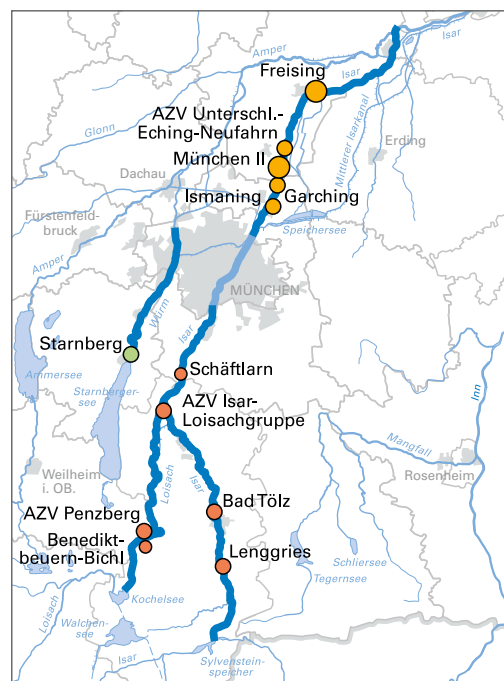 Isar
Amper
Freising
Isar
Glonn
AZV Unterschl.-
Eching-Neufahrn
Mittlerer Isarkanal
Erding
München II
Dachau
Ismaning
Garching
Fürstenfeld-
bruck
Speichersee
Amper
MÜNCHEN
Würm
Isar
Starnberg
Ammersee
Starnberger-
see
Schäftlarn
Inn
AZV Isar-
Loisachgruppe
Mangfall
Rosenheim
Weilheim
i. OB.
Loisach
Isar
Bad Tölz
AZV Penzberg
Benedikt-
beuern-Bichl
Lenggries
Schliersee
Tegernsee
Kochelsee
Loisach
Walchen-
see
Isar
Sylvenstein-
speicher